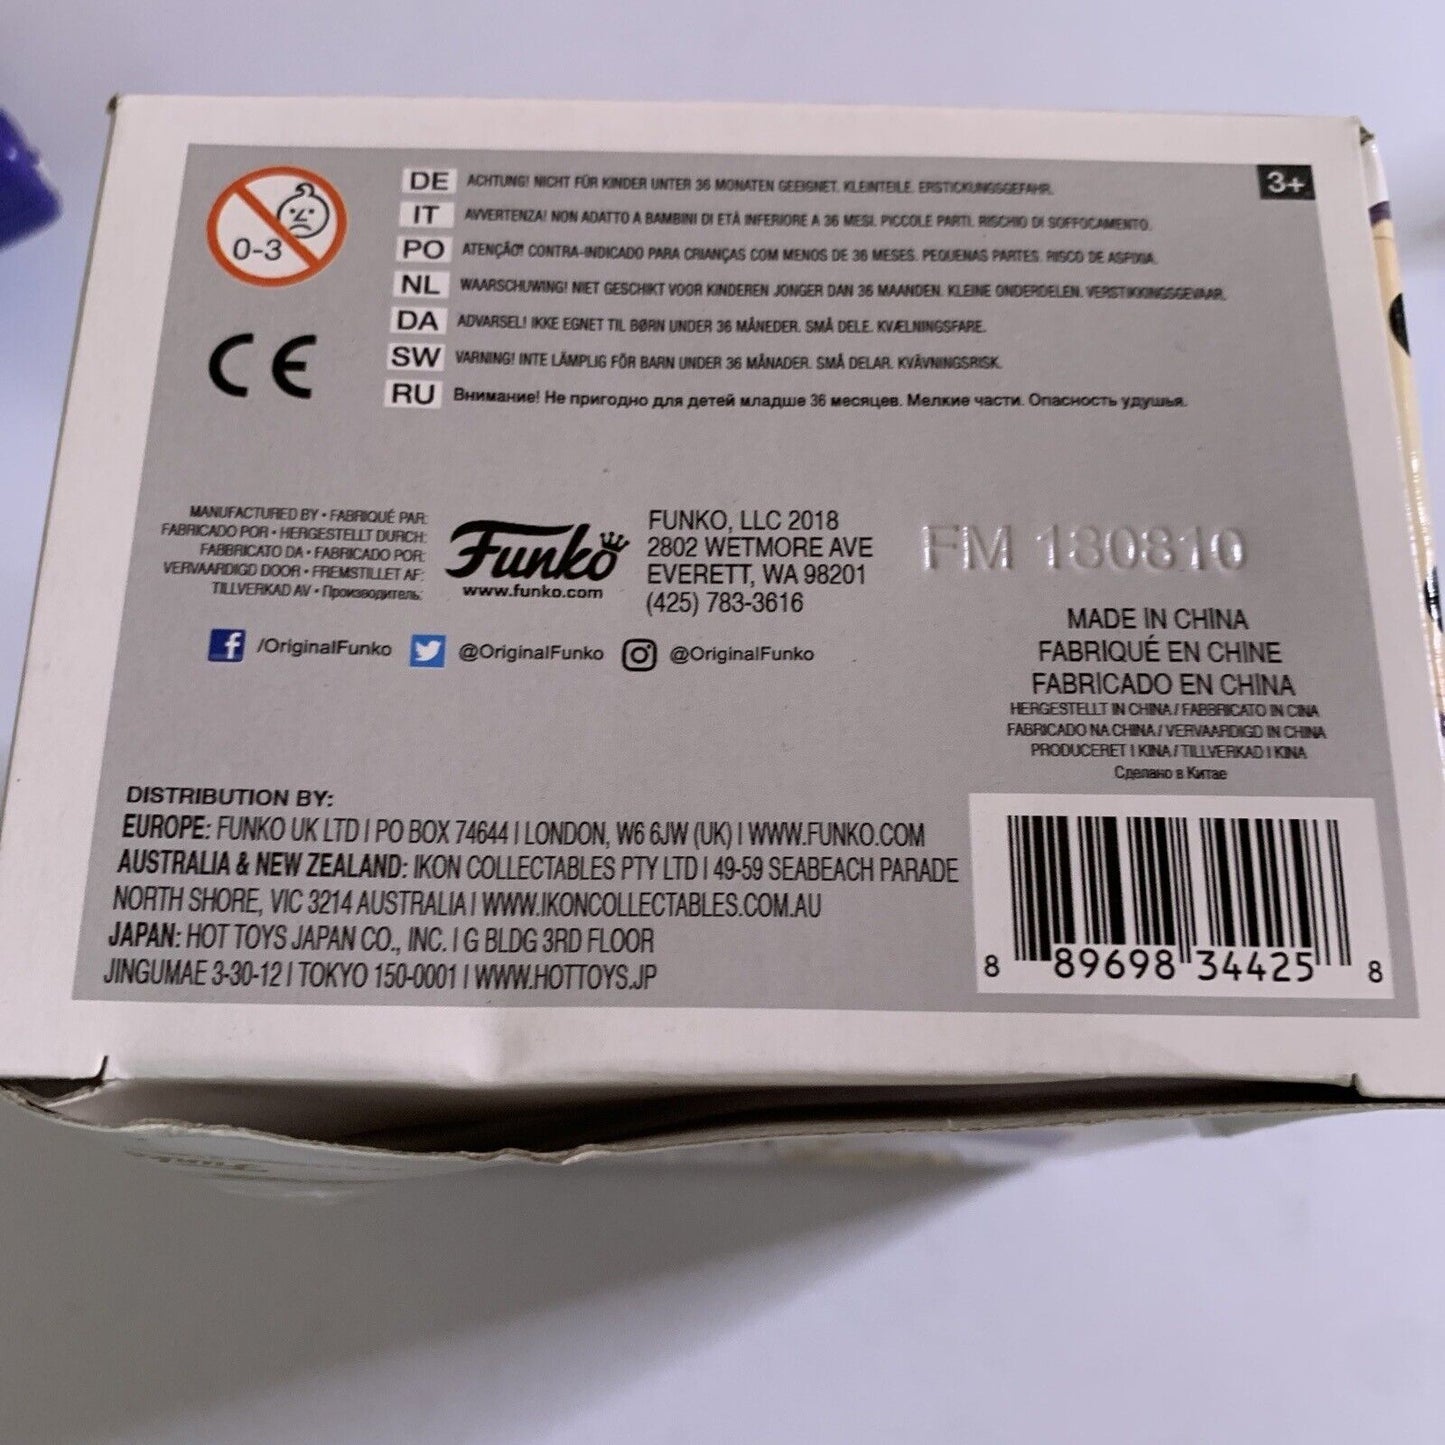 0-3
3+
DE ACHTUNG! NICHT FÜR KINDER UNTER 36 MONATEN GEEIGNET. KLEINTEILE. ERSTICKUNGSGEFAHR.
IT AVVERTENZA! NON ADATTO A BAMBINI DI ETÀ INFERIORE A 36 MESI. PICCOLE PARTI. RISCHIO DI SOFFOCAMENTO.
PO ATENÇÃO! CONTRA-INDICADO PARA CRIANÇAS COM MENOS DE 36 MESES. PEQUENAS PARTES. RISCO DE ASFIXIA.
NL WAARSCHUWING! NIET GESCHIKT VOOR KINDEREN JONGER DAN 36 MAANDEN. KLEINE ONDERDELEN. VERSTIKKINGSGEVAAR.
DA ADVARSEL! IKKE EGNET TIL BØRN UNDER 36 MÅNEDER. SMÅ DELE. KVÆLNINGSFARE.
SW VARNING! INTE LÄMPLIG FÖR BARN UNDER 36 MÅNADER. SMÅ DELAR. KVÄVNINGSRISK.
RU Внимание! Не пригодно для детей младше 36 месяцев. Мелкие части. Опасность удушья.
CE
MANUFACTURED BY • FABRIQUÉ PAR:
FABRICADO POR • HERGESTELLT DURCH:
FABBRICATO DA • FABRICADO POR:
VERVAARDIGD DOOR • FREMSTILLET AF:
TILLVERKAD AV • Производитель:
Funko
www.funko.com
FUNKO, LLC 2018
2802 WETMORE AVE
EVERETT, WA 98201
(425) 783-3616
FM 180810
/OriginalFunko @OriginalFunko @OriginalFunko
MADE IN CHINA
FABRIQUÉ EN CHINE
FABRICADO EN CHINA
HERGESTELLT IN CHINA / FABBRICATO IN CINA
FABRICADO NA CHINA / VERVAARDIGD IN CHINA
PRODUCERET I KINA / TILLVERKAD I KINA
Сделано в Китае
DISTRIBUTION BY:
EUROPE: FUNKO UK LTD | PO BOX 74644 | LONDON, W6 6JW (UK) | WWW.FUNKO.COM
AUSTRALIA & NEW ZEALAND: IKON COLLECTABLES PTY LTD | 49-59 SEABEACH PARADE
NORTH SHORE, VIC 3214 AUSTRALIA | WWW.IKONCOLLECTABLES.COM.AU
JAPAN: HOT TOYS JAPAN CO., INC. | G BLDG 3RD FLOOR
JINGUMAE 3-30-12 | TOKYO 150-0001 | WWW.HOTTOYS.JP
8 89698 34425 8